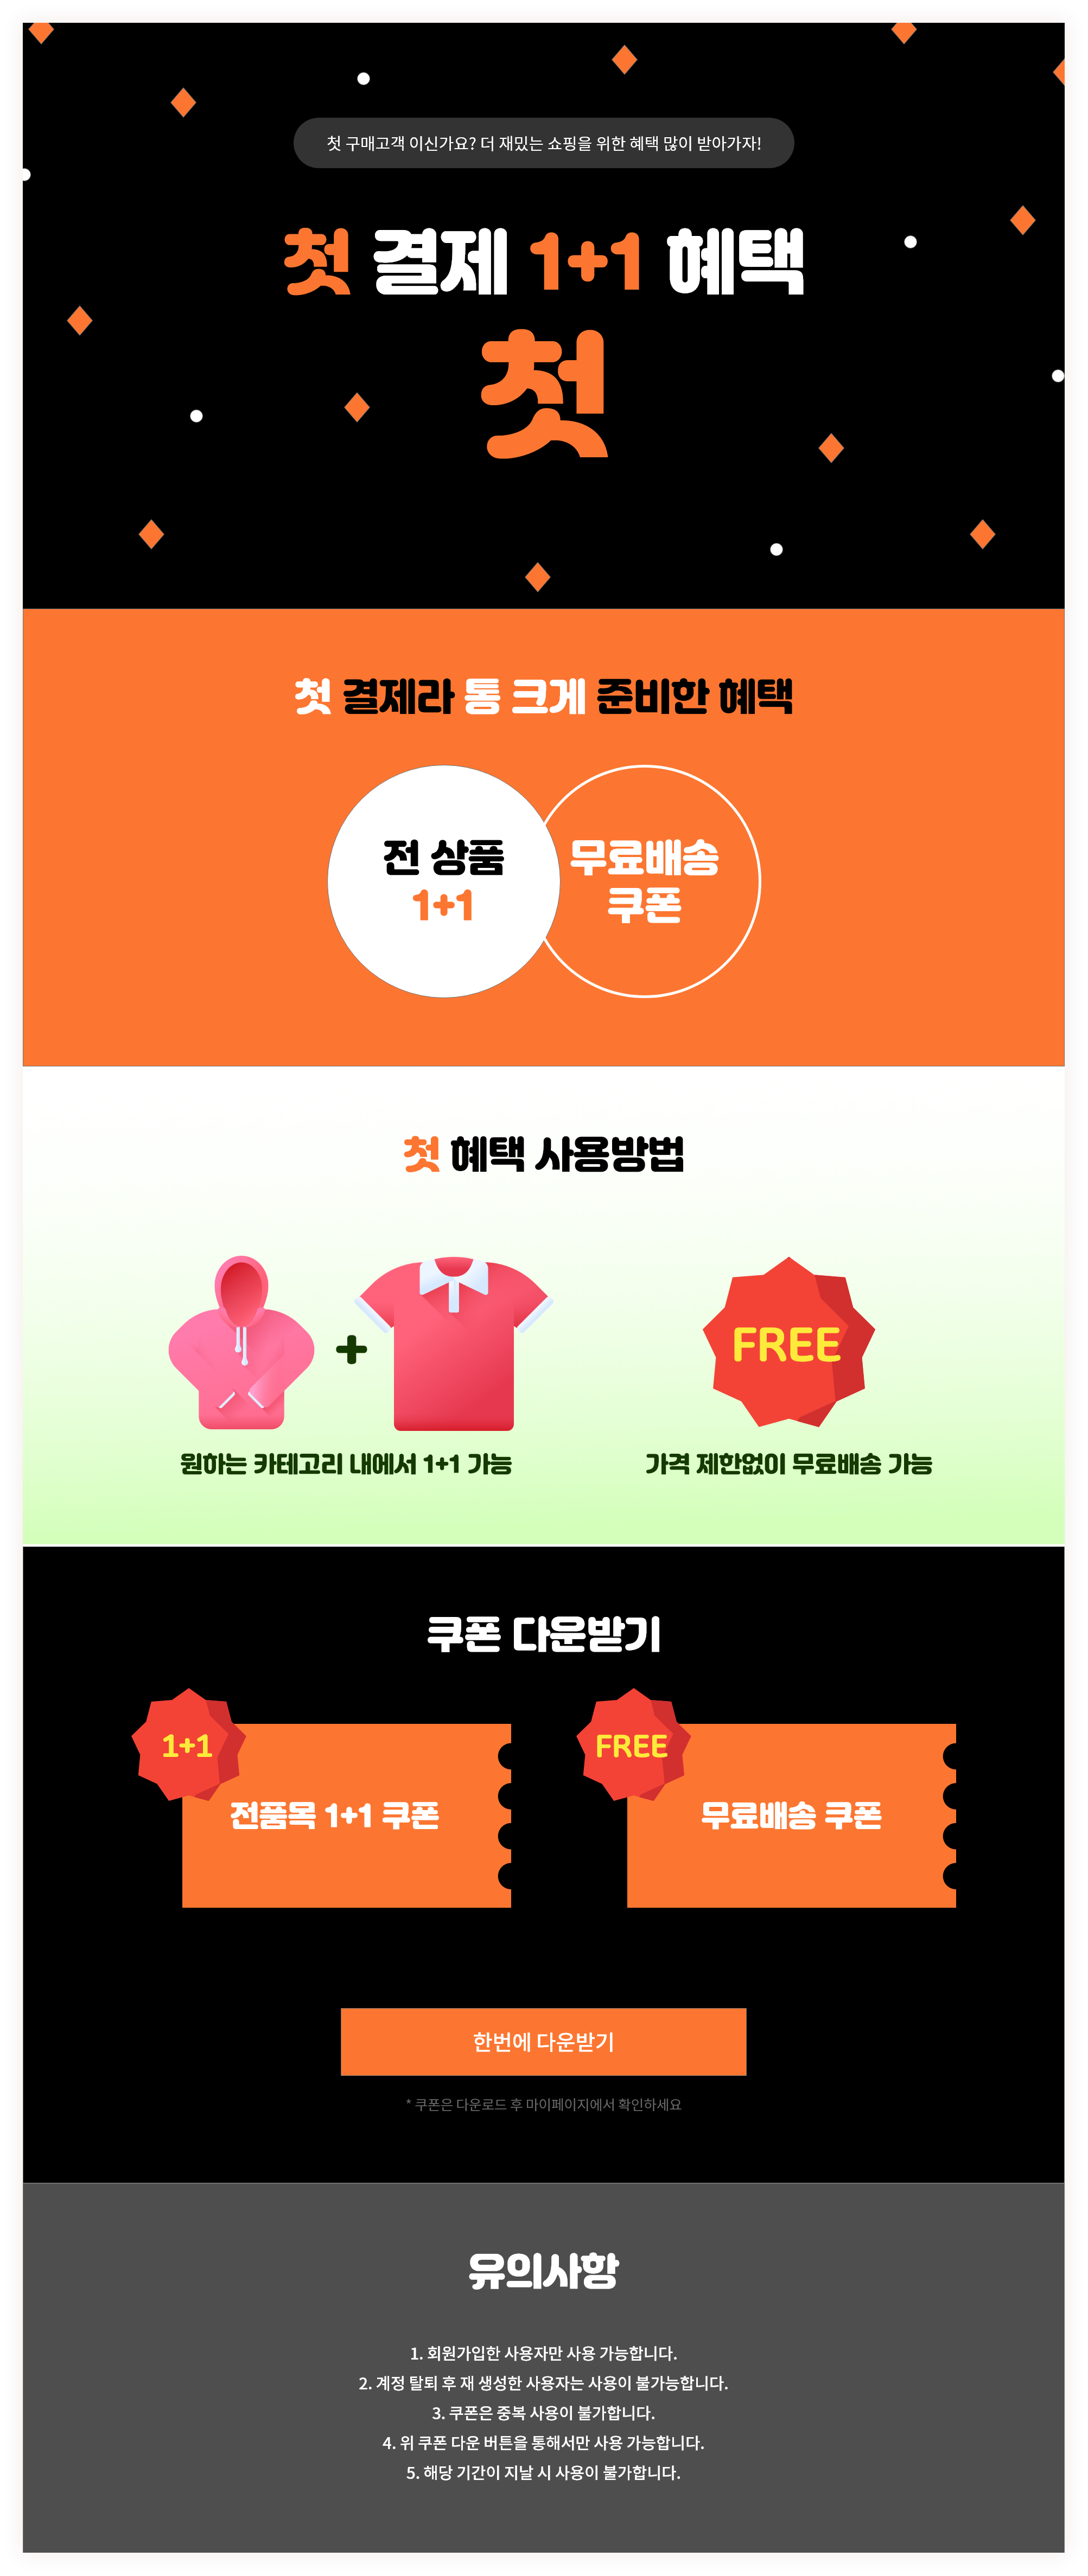 첫 구매고객 이신가요? 더 재밌는 쇼핑을 위한 혜택 많이 받아가자!
첫 결제 1+1 혜택
첫
첫 결제라 통 크게 준비한 혜택
전 상품
1+1
무료배송
쿠폰
첫 혜택 사용방법
+
FREE
원하는 카테고리 내에서 1+1 가능
가격 제한없이 무료배송 가능
쿠폰 다운받기
1+1
전품목 1+1 쿠폰
FREE
무료배송 쿠폰
한번에 다운받기
* 쿠폰은 다운로드 후 마이페이지에서 확인하세요
유의사항
1. 회원가입한 사용자만 사용 가능합니다.
2. 계정 탈퇴 후 재 생성한 사용자는 사용이 불가능합니다.
3. 쿠폰은 중복 사용이 불가합니다.
4. 위 쿠폰 다운 버튼을 통해서만 사용 가능합니다.
5. 해당 기간이 지날 시 사용이 불가합니다.